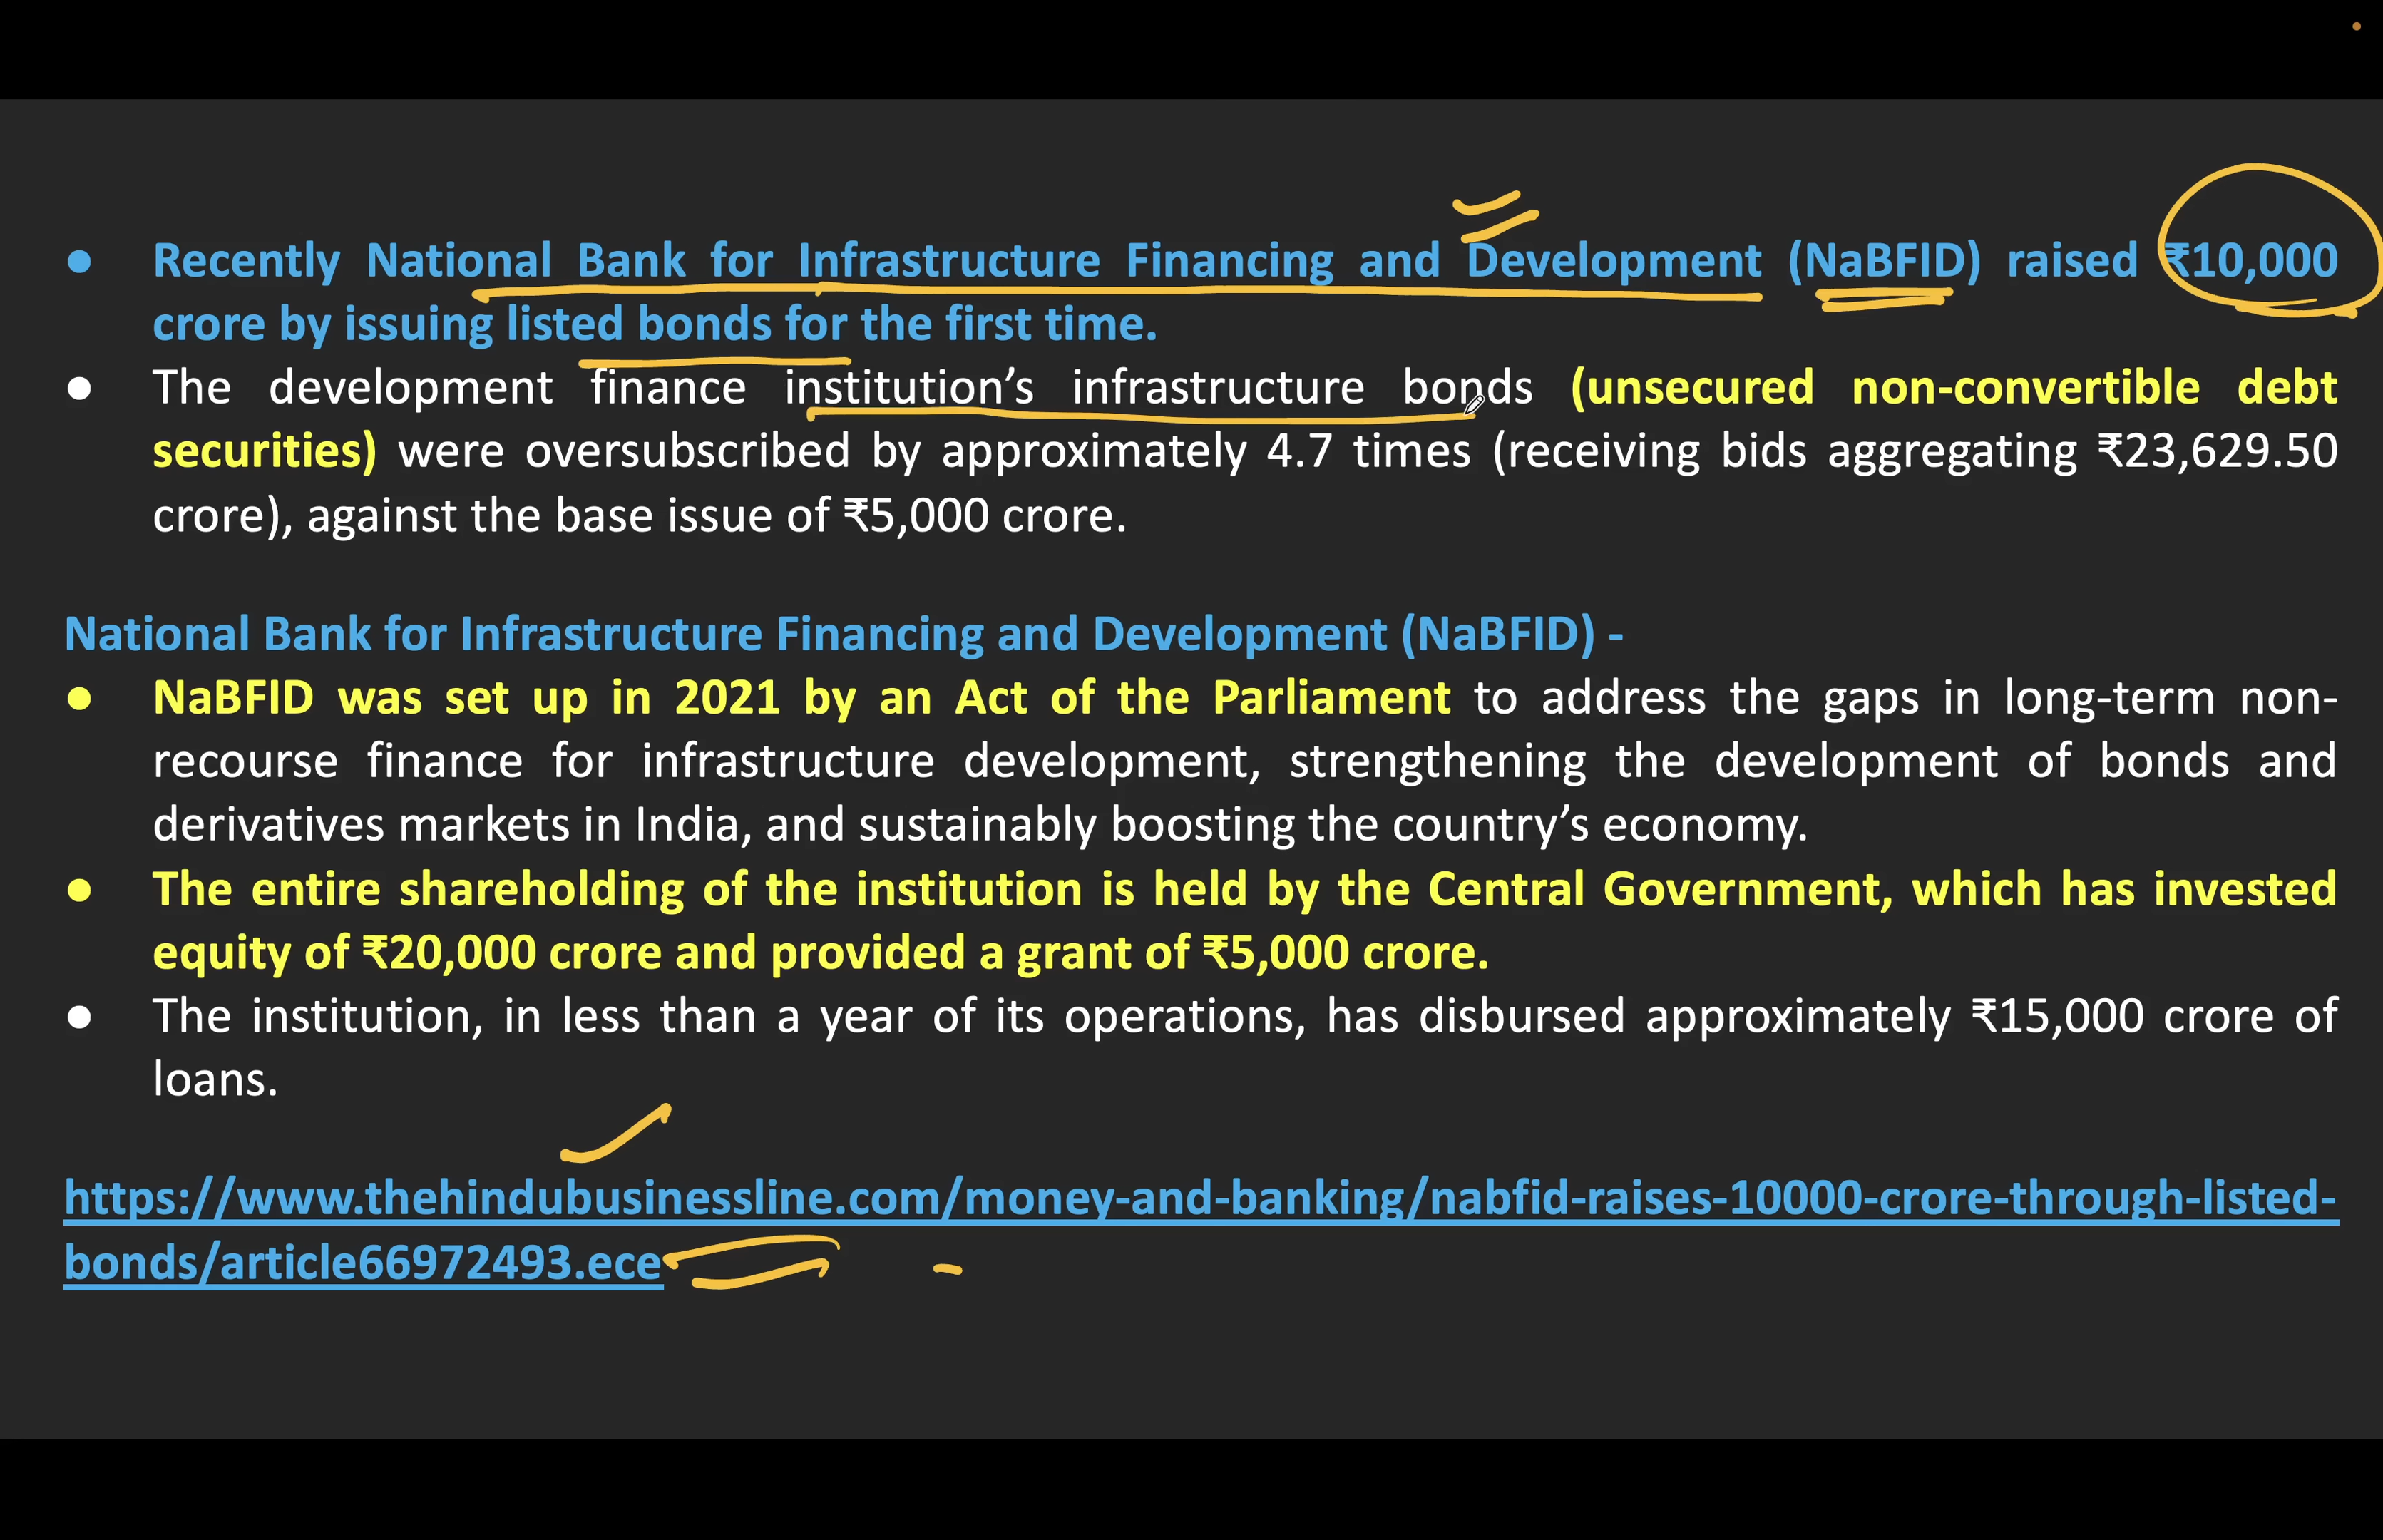 ● Recently National Bank for Infrastructure Financing and Development (NaBFID) raised ₹10,000
crore by issuing listed bonds for the first time.
● The development finance institution’s infrastructure bonds (unsecured non-convertible debt
securities) were oversubscribed by approximately 4.7 times (receiving bids aggregating ₹23,629.50
crore), against the base issue of ₹5,000 crore.
National Bank for Infrastructure Financing and Development (NaBFID) -
● NaBFID was set up in 2021 by an Act of the Parliament to address the gaps in long-term non-
recourse finance for infrastructure development, strengthening the development of bonds and
derivatives markets in India, and sustainably boosting the country’s economy.
● The entire shareholding of the institution is held by the Central Government, which has invested
equity of ₹20,000 crore and provided a grant of ₹5,000 crore.
● The institution, in less than a year of its operations, has disbursed approximately ₹15,000 crore of
loans.
https://www.thehindubusinessline.com/money-and-banking/nabfid-raises-10000-crore-through-listed-
bonds/article66972493.ece